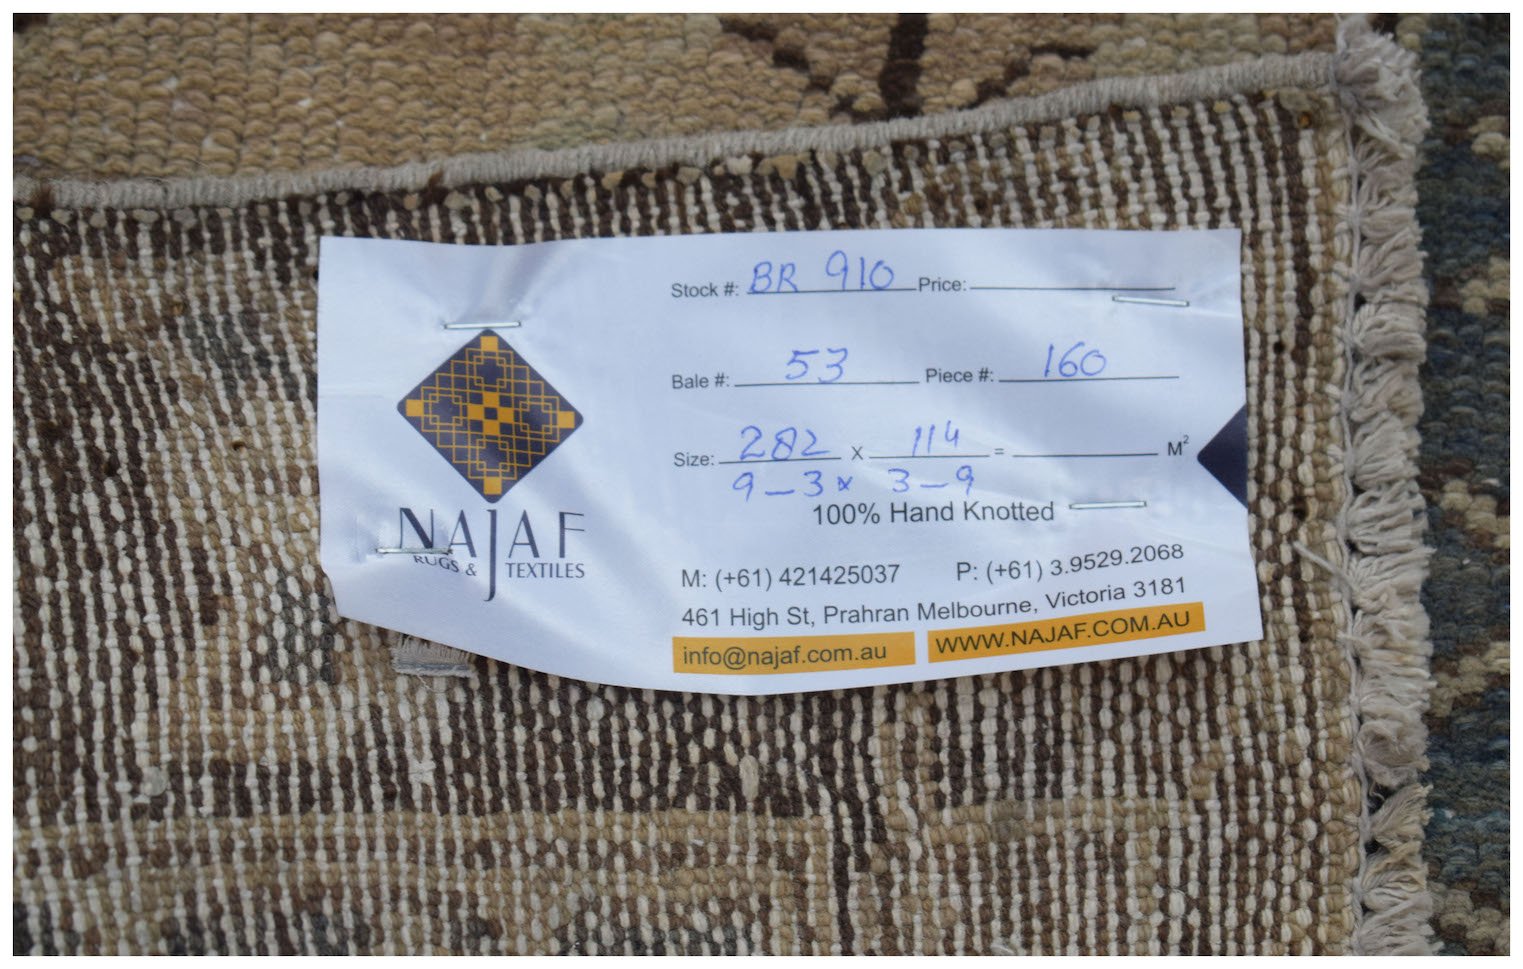 NAJAF
RUGS & TEXTILES
Stock #: BR 910 Price:
Bale #: 53 Piece #: 160
Size: 282 x 114 = M²
9-3 x 3-9
100% Hand Knotted
M: (+61) 421425037 P: (+61) 3.9529.2068
461 High St, Prahran Melbourne, Victoria 3181
info@najaf.com.au WWW.NAJAF.COM.AU